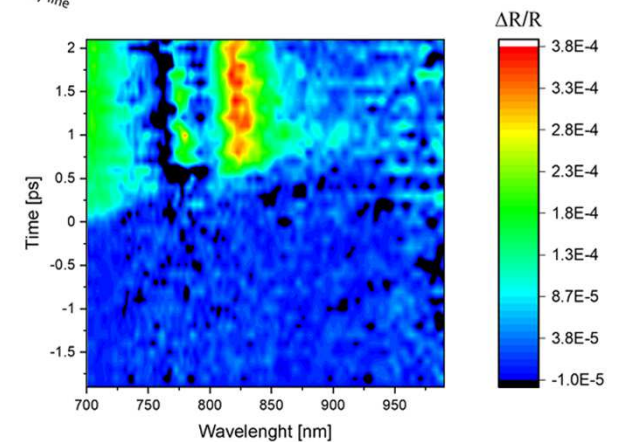 line
ΔR/R
3.8E-4
3.3E-4
2.8E-4
2.3E-4
1.8E-4
1.3E-4
8.7E-5
3.8E-5
-1.0E-5
2
1.5
1
0.5
0
-0.5
-1
-1.5
Time [ps]
700 750 800 850 900 950
Wavelenght [nm]